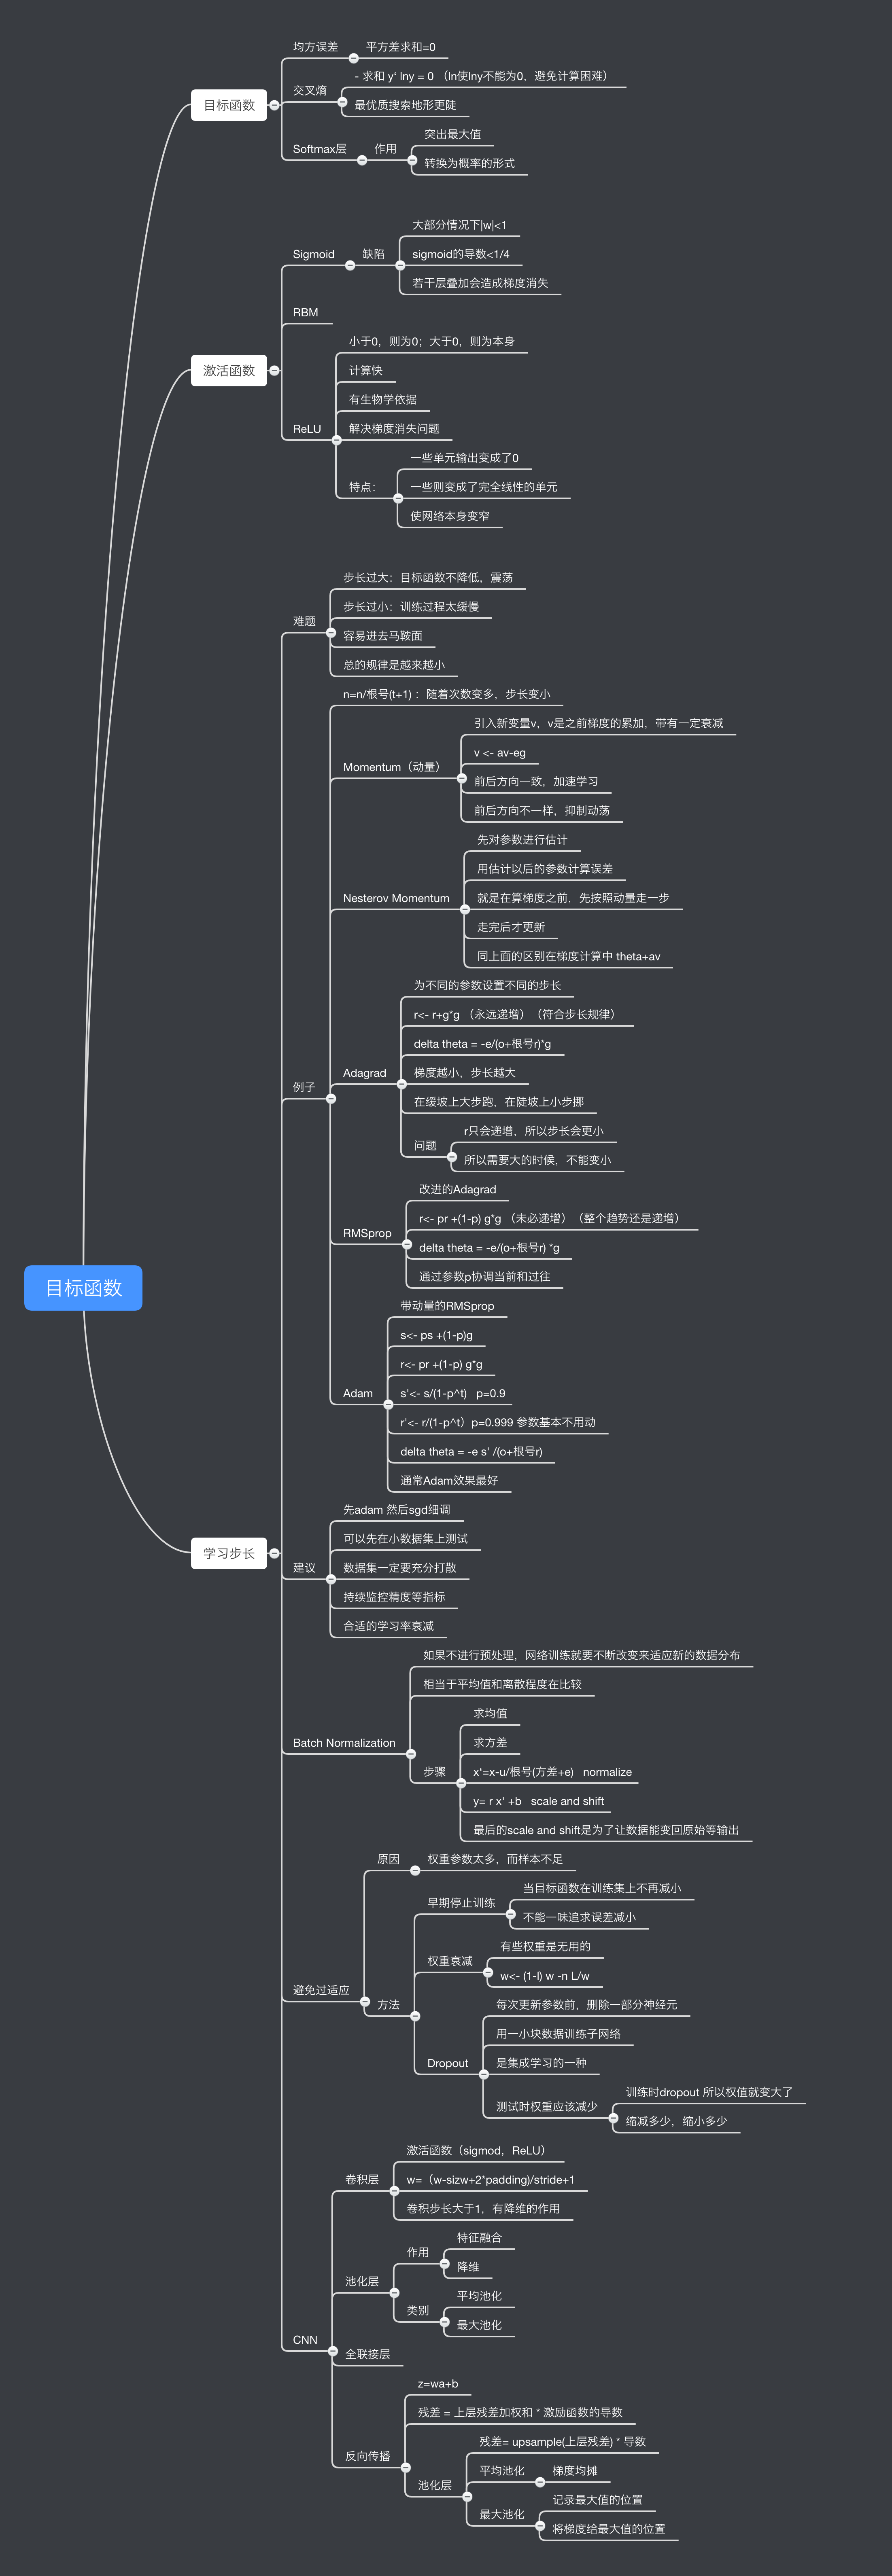 目标函数
目标函数
均方误差
平方差求和=0
交叉熵
- 求和 y' lny = 0 （ln使lny不能为0，避免计算困难）
最优质搜索地形更陡
Softmax层
作用
突出最大值
转换为概率的形式
激活函数
Sigmoid
缺陷
大部分情况下|w|<1
sigmoid的导数<1/4
若干层叠加会造成梯度消失
RBM
ReLU
小于0，则为0；大于0，则为本身
计算快
有生物学依据
解决梯度消失问题
特点：
一些单元输出变成了0
一些则变成了完全线性的单元
使网络本身变窄
学习步长
难题
步长过大：目标函数不降低，震荡
步长过小：训练过程太缓慢
容易进去马鞍面
总的规律是越来越小
例子
n=n/根号(t+1) ：随着次数变多，步长变小
Momentum（动量）
引入新变量v，v是之前梯度的累加，带有一定衰减
v <- av-eg
前后方向一致，加速学习
前后方向不一样，抑制动荡
Nesterov Momentum
先对参数进行估计
用估计以后的参数计算误差
就是在算梯度之前，先按照动量走一步
走完后才更新
同上面的区别在梯度计算中 theta+av
Adagrad
为不同的参数设置不同的步长
r<- r+g*g （永远递增）（符合步长规律）
delta theta = -e/(o+根号r)*g
梯度越小，步长越大
在缓坡上大步跑，在陡坡上小步挪
问题
r只会递增，所以步长会更小
所以需要大的时候，不能变小
RMSprop
改进的Adagrad
r<- pr +(1-p) g*g （未必递增）（整个趋势还是递增）
delta theta = -e/(o+根号r) *g
通过参数p协调当前和过往
Adam
带动量的RMSprop
s<- ps +(1-p)g
r<- pr +(1-p) g*g
s'<- s/(1-p^t)   p=0.9
r'<- r/(1-p^t)   p=0.999 参数基本不用动
delta theta = -e s' /(o+根号r)
通常Adam效果最好
建议
先adam 然后sgd细调
可以先在小数据集上测试
数据集一定要充分打散
持续监控精度等指标
合适的学习率衰减
Batch Normalization
如果不进行预处理，网络训练就要不断改变来适应新的数据分布
相当于平均值和离散程度在比较
步骤
求均值
求方差
x'=x-u/根号(方差+e)   normalize
y= r x' +b   scale and shift
最后的scale and shift是为了让数据能变回原始等输出
避免过适应
原因
权重参数太多，而样本不足
方法
早期停止训练
当目标函数在训练集上不再减小
不能一味追求误差减小
权重衰减
有些权重是无用的
w<- (1-l) w -n L/w
Dropout
每次更新参数前，删除一部分神经元
用一小块数据训练子网络
是集成学习的一种
测试时权重应该减少
训练时dropout 所以权值就变大了
缩减多少，缩小多少
CNN
卷积层
激活函数（sigmod，ReLU）
w=（w-sizw+2*padding)/stride+1
卷积步长大于1，有降维的作用
池化层
作用
特征融合
降维
类别
平均池化
最大池化
全联接层
反向传播
z=wa+b
残差 = 上层残差加权和 * 激励函数的导数
池化层
残差= upsample(上层残差) * 导数
平均池化
梯度均摊
最大池化
记录最大值的位置
将梯度给最大值的位置